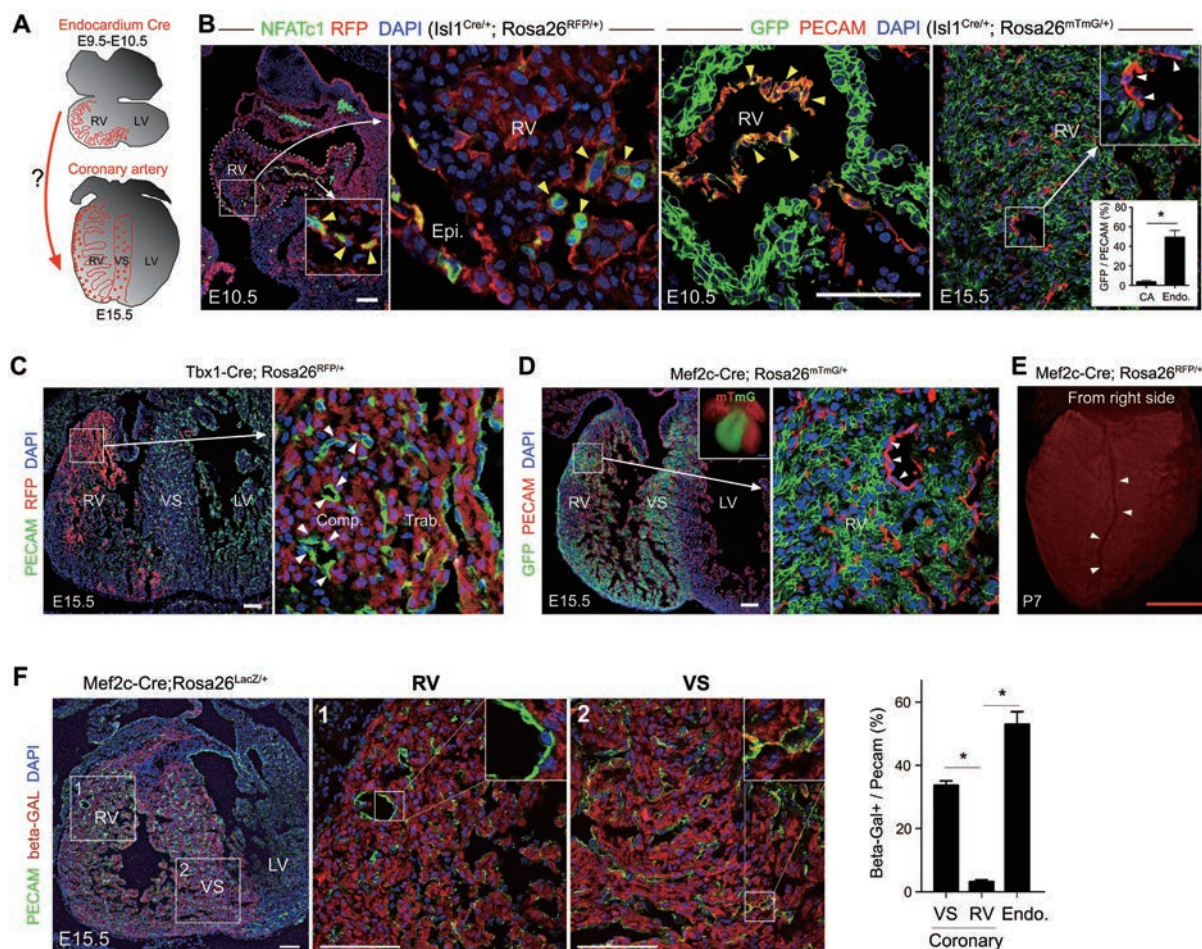 A
Endocardium Cre
E9.5-E10.5
RV
LV
?
Coronary artery
RV
VS
LV
E15.5
B
NFATc1 RFP DAPI (Isl1Cre/+; Rosa26RFP/+)
GFP PECAM DAPI (Isl1Cre/+; Rosa26mTmG/+)
RV
E10.5
RV
Epi.
RV
E10.5
RV
E15.5
GFP / PECAM (%)
80
60
40
20
0
*
CA Endo.
C
Tbx1-Cre; Rosa26RFP/+
PECAM RFP DAPI
RV
VS
LV
E15.5
Comp.
Trab.
D
Mef2c-Cre; Rosa26mTmG/+
GFP PECAM DAPI
mTmG
RV
VS
LV
E15.5
RV
E
Mef2c-Cre; Rosa26RFP/+
From right side
P7
F
Mef2c-Cre;Rosa26LacZ/+
RV
VS
PECAM beta-GAL DAPI
1
RV
2
VS
LV
E15.5
1
2
Beta-Gal+ / Pecam (%)
60
40
20
0
*
*
VS RV Endo.
Coronary